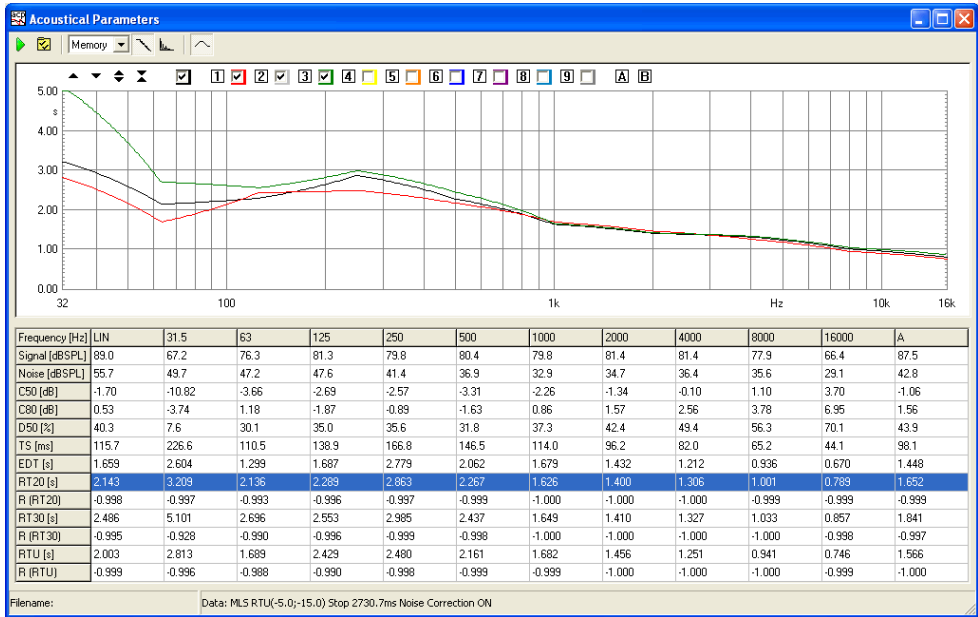 Acoustical Parameters
Memory
1 2 3 4 5 6 7 8 9 A B
5.00
s
4.00
3.00
2.00
1.00
0.00
32 100 1k Hz 10k 16k
Frequency [Hz] LIN 31.5 63 125 250 500 1000 2000 4000 8000 16000 A
Signal [dBSPL] 89.0 67.2 76.3 81.3 79.8 80.4 79.8 81.4 81.4 77.9 66.4 87.5
Noise [dBSPL] 55.7 49.7 47.2 47.6 41.4 36.9 32.9 34.7 36.4 35.6 29.1 42.8
C50 [dB] -1.70 -10.82 -3.66 -2.69 -2.57 -3.31 -2.26 -1.34 -0.10 1.10 3.70 -1.06
C80 [dB] 0.53 -3.74 1.18 -1.87 -0.89 -1.63 0.86 1.57 2.56 3.78 6.95 1.56
D50 [%] 40.3 7.6 30.1 35.0 35.6 31.8 37.3 42.4 49.4 56.3 70.1 43.9
TS [ms] 115.7 226.6 110.5 138.9 166.8 146.5 114.0 96.2 82.0 65.2 44.1 98.1
EDT [s] 1.659 2.604 1.299 1.687 2.779 2.062 1.679 1.432 1.212 0.936 0.670 1.448
RT20 [s] 2.143 3.209 2.136 2.289 2.863 2.267 1.626 1.400 1.306 1.001 0.789 1.652
R (RT20) -0.998 -0.997 -0.993 -0.996 -0.997 -0.999 -1.000 -1.000 -1.000 -0.999 -0.999 -0.999
RT30 [s] 2.486 5.101 2.696 2.553 2.985 2.437 1.649 1.410 1.327 1.033 0.857 1.841
R (RT30) -0.995 -0.928 -0.990 -0.996 -0.999 -0.998 -1.000 -1.000 -1.000 -1.000 -0.998 -0.997
RTU [s] 2.003 2.813 1.689 2.429 2.480 2.161 1.682 1.456 1.251 0.941 0.746 1.566
R (RTU) -0.999 -0.996 -0.988 -0.990 -0.998 -0.999 -0.999 -1.000 -1.000 -1.000 -0.999 -1.000
Filename: Data: MLS RTU(-5.0;-15.0) Stop 2730.7ms Noise Correction ON